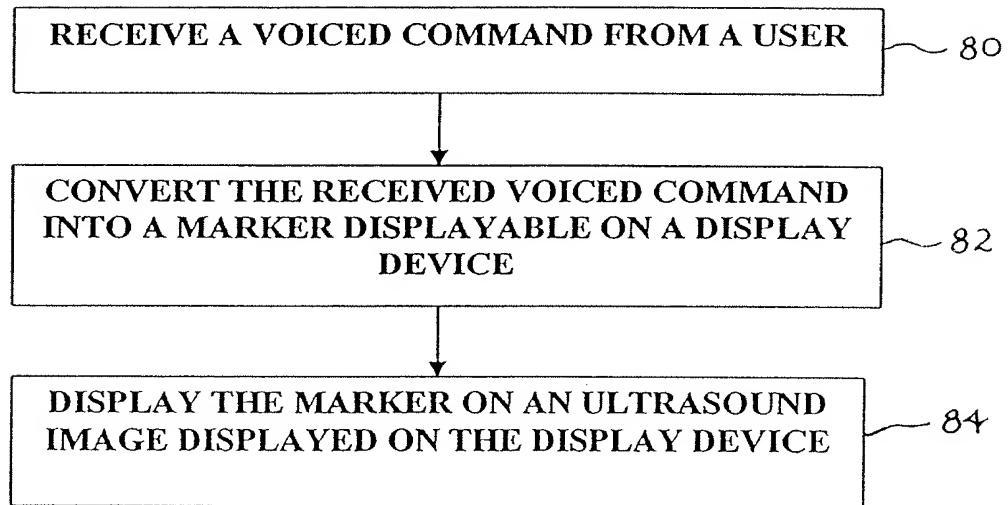 RECEIVE A VOICED COMMAND FROM A USER
80
CONVERT THE RECEIVED VOICED COMMAND
INTO A MARKER DISPLAYABLE ON A DISPLAY
DEVICE
82
DISPLAY THE MARKER ON AN ULTRASOUND
IMAGE DISPLAYED ON THE DISPLAY DEVICE
84